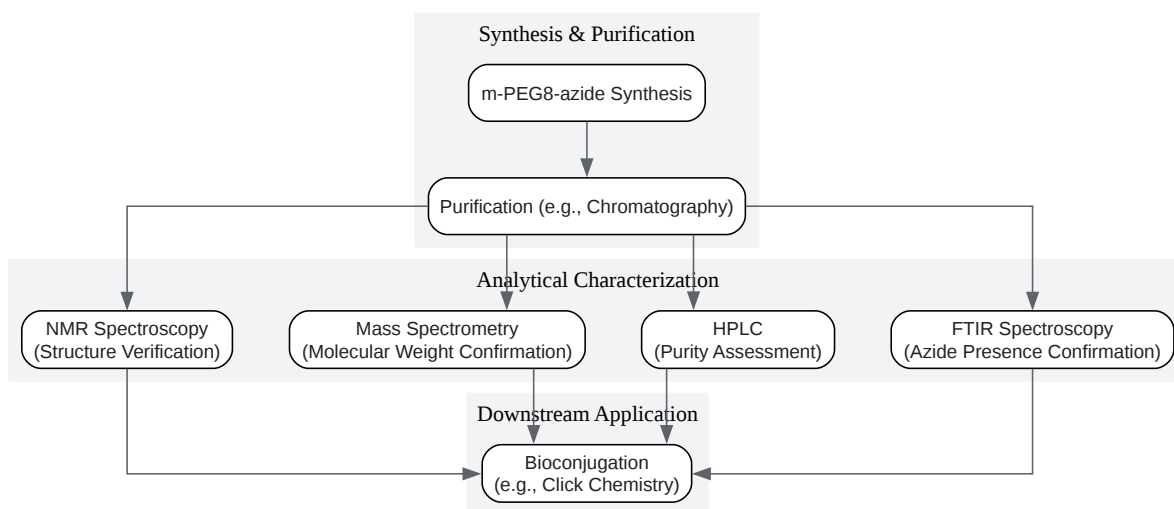 Synthesis & Purification
m-PEG8-azide Synthesis
Purification (e.g., Chromatography)
Analytical Characterization
NMR Spectroscopy
(Structure Verification)
Mass Spectrometry
(Molecular Weight Confirmation)
HPLC
(Purity Assessment)
FTIR Spectroscopy
(Azide Presence Confirmation)
Downstream Application
Bioconjugation
(e.g., Click Chemistry)